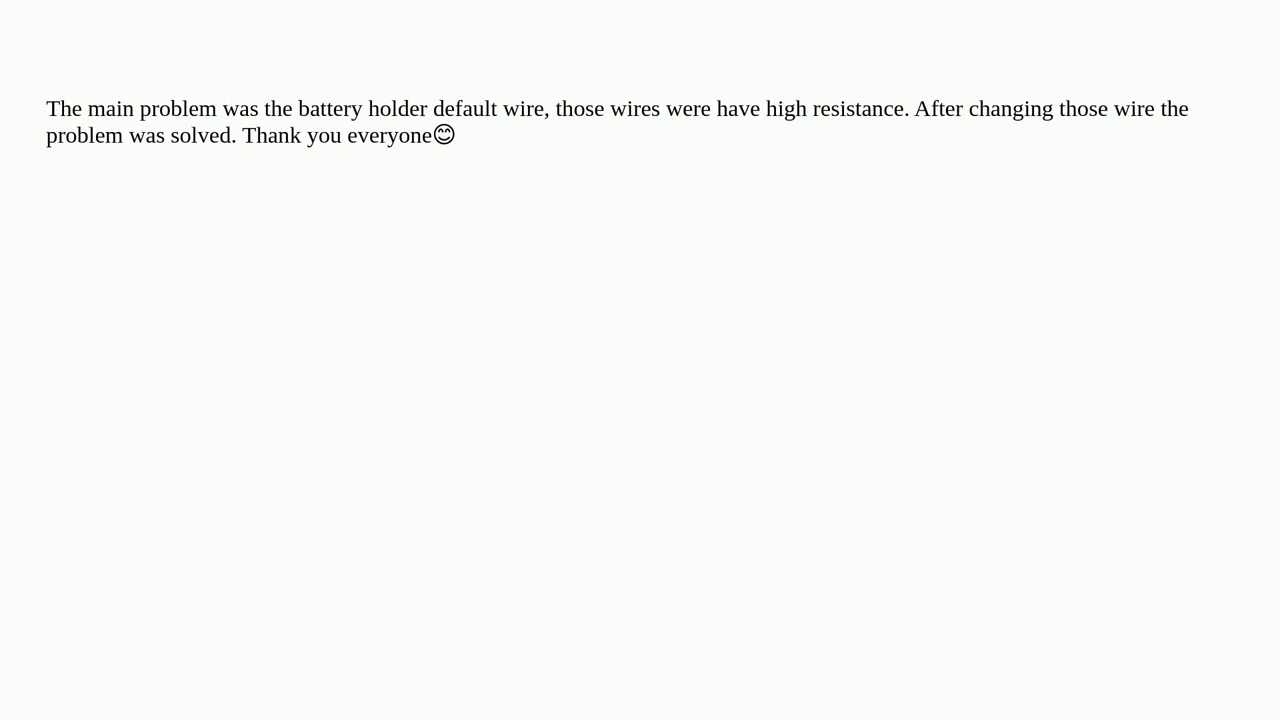 The main problem was the battery holder default wire, those wires were have high resistance. After changing those wire the
problem was solved. Thank you everyone😊